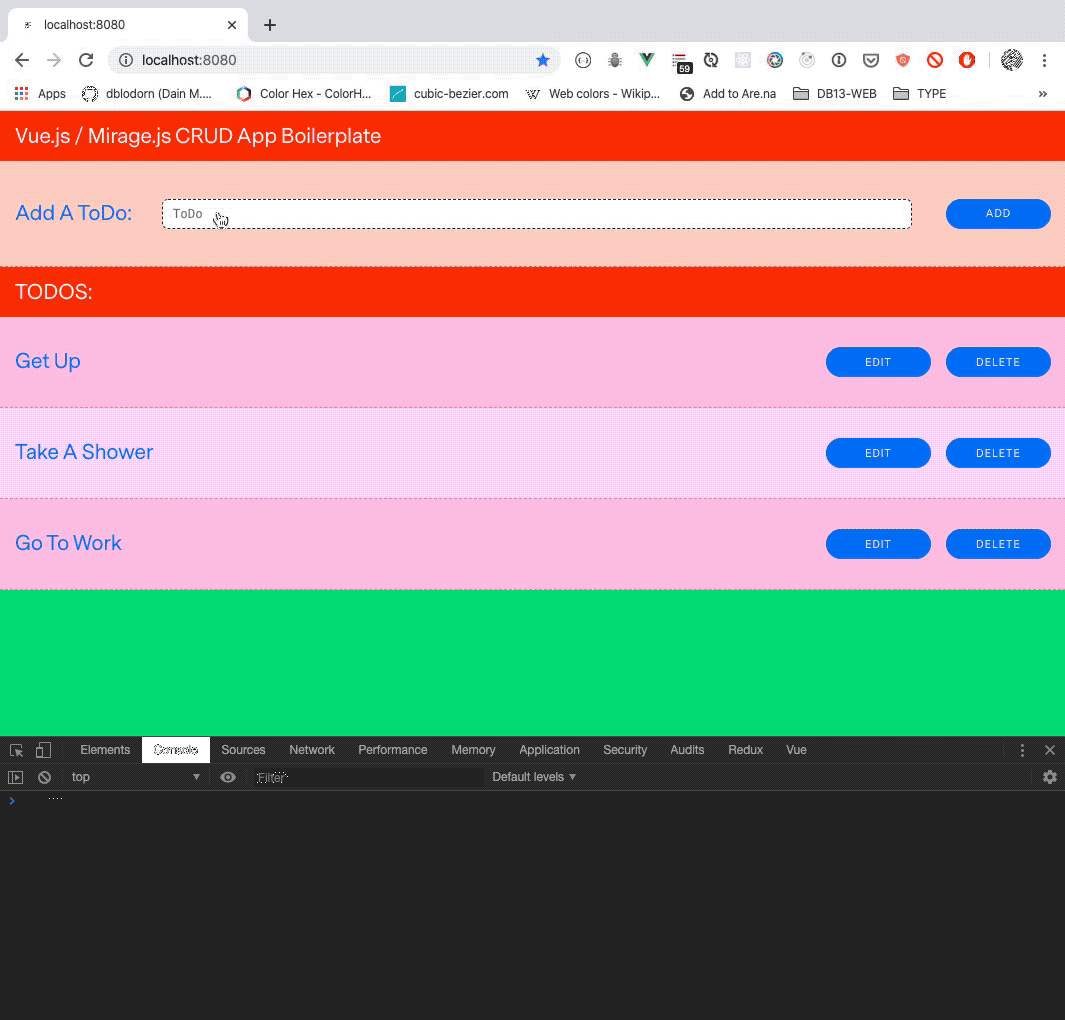 localhost:8080
localhost:8080
59
Apps dblodorn (Dain M.... Color Hex - ColorH... cubic-bezier.com Web colors - Wikip... Add to Are.na DB13-WEB TYPE »
Vue.js / Mirage.js CRUD App Boilerplate
Add A ToDo: ToDo ADD
TODOS:
Get Up EDIT DELETE
Take A Shower EDIT DELETE
Go To Work EDIT DELETE
Elements Console Sources Network Performance Memory Application Security Audits Redux Vue
top Filter Default levels